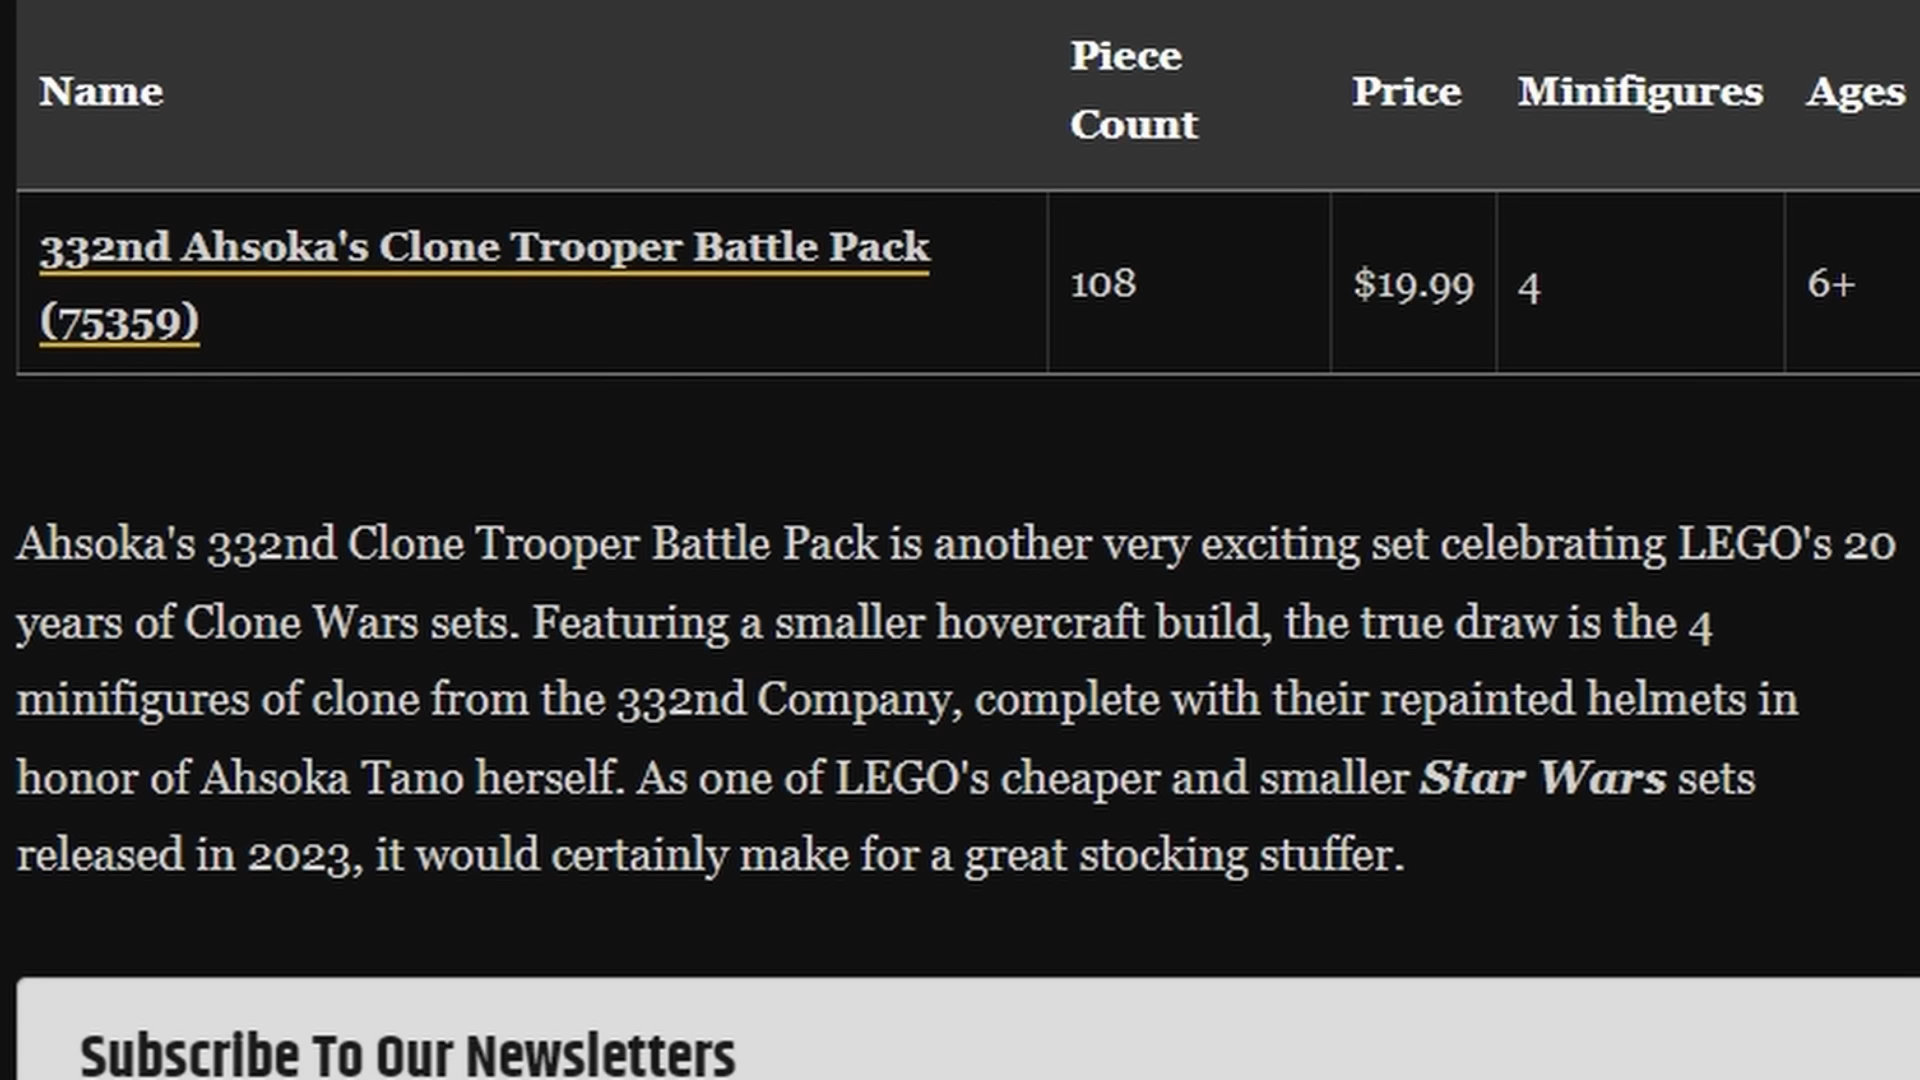 Name Piece Count Price Minifigures Ages
332nd Ahsoka's Clone Trooper Battle Pack
(75359)
108 $19.99 4 6+
Ahsoka's 332nd Clone Trooper Battle Pack is another very exciting set celebrating LEGO's 20
years of Clone Wars sets. Featuring a smaller hovercraft build, the true draw is the 4
minifigures of clone from the 332nd Company, complete with their repainted helmets in
honor of Ahsoka Tano herself. As one of LEGO's cheaper and smaller Star Wars sets
released in 2023, it would certainly make for a great stocking stuffer.
Subscribe To Our Newsletters